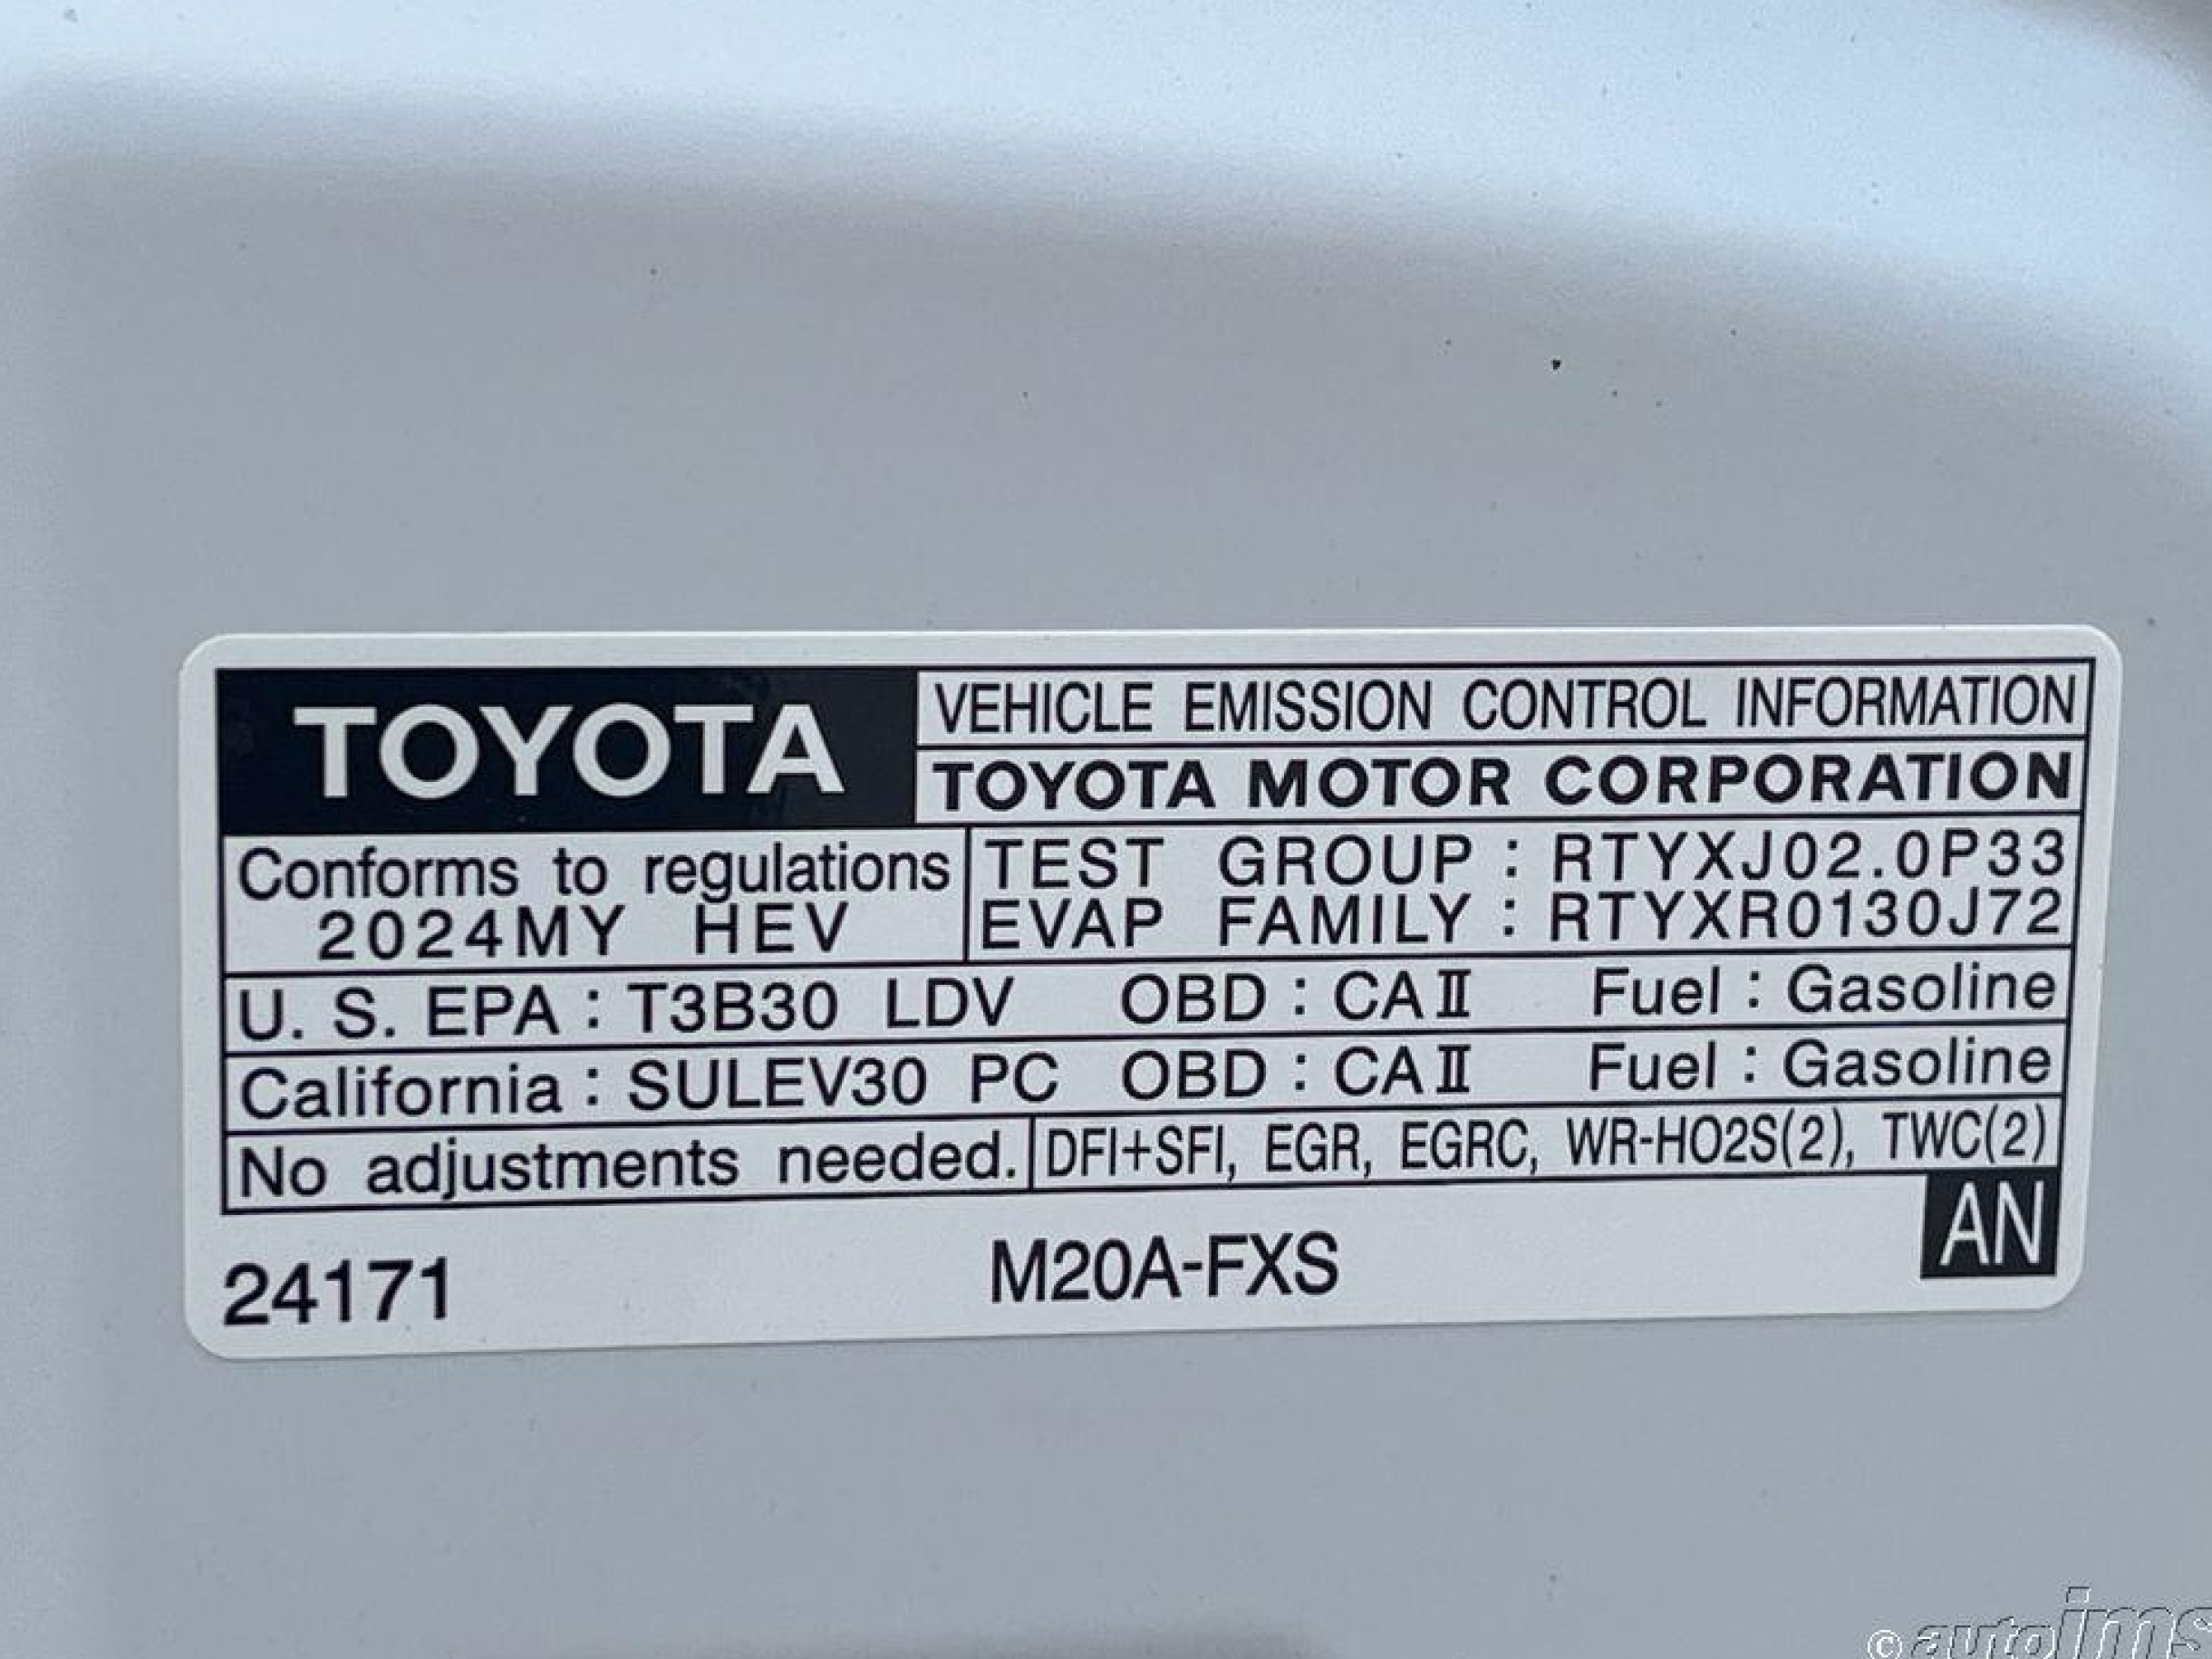 TOYOTA
VEHICLE EMISSION CONTROL INFORMATION
TOYOTA MOTOR CORPORATION
Conforms to regulations
2024MY HEV
TEST GROUP : RTYXJ02.0P33
EVAP FAMILY : RTYXR0130J72
U. S. EPA : T3B30 LDV OBD : CAⅡ Fuel : Gasoline
California : SULEV30 PC OBD : CAⅡ Fuel : Gasoline
No adjustments needed.
DFI+SFI, EGR, EGRC, WR-HO2S(2), TWC(2)
AN
24171
M20A-FXS
© autoims